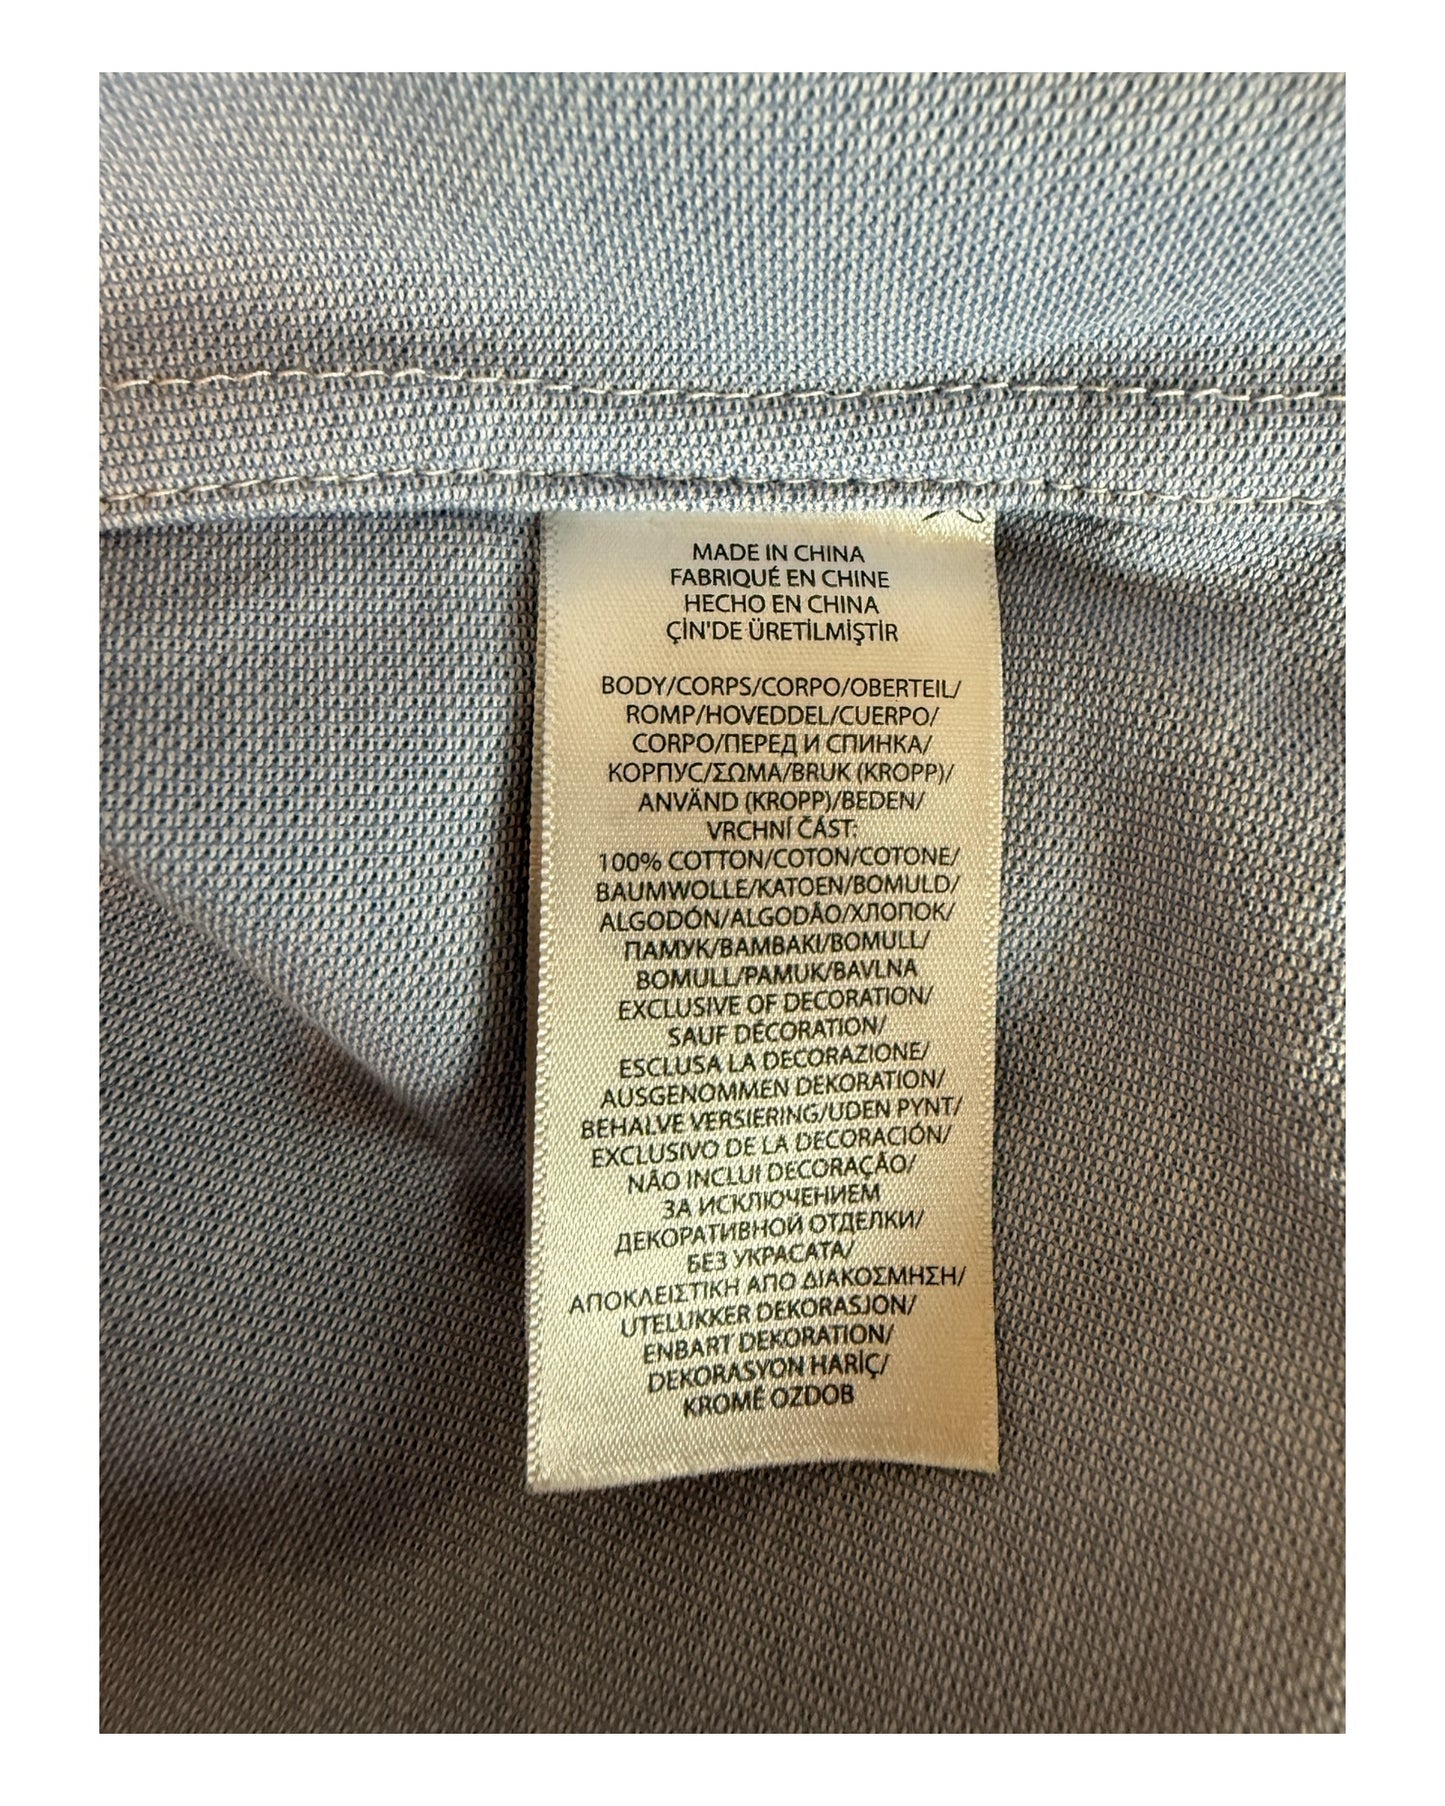 MADE IN CHINA
FABRIQUÉ EN CHINE
HECHO EN CHINA
ÇİN'DE ÜRETİLMİŞTİR
BODY/CORPS/CORPO/OBERTEIL/
ROMP/HOVEDDEL/CUERPO/
CORPO/ПЕРЕД И СПИНКА/
КОРПУС/ΣΩΜΑ/BRUK (KROPP)/
ANVÄND (KROPP)/BEDEN/
VRCHNÍ ČÁST:
100% COTTON/COTON/COTONE/
BAUMWOLLE/KATOEN/BOMULD/
ALGODÓN/ALGODÃO/ХЛОПОК/
ПАМУК/BAMBAKI/BOMULL/
BOMULL/PAMUK/BAVLNA
EXCLUSIVE OF DECORATION/
SAUF DÉCORATION/
ESCLUSA LA DECORAZIONE/
AUSGENOMMEN DEKORATION/
BEHALVE VERSIERING/UDEN PYNT/
EXCLUSIVO DE LA DECORACIÓN/
NÃO INCLUI DECORAÇÃO/
ЗА ИСКЛЮЧЕНИЕМ
ДЕКОРАТИВНОЙ ОТДЕЛКИ/
БЕЗ УКРАСАТА/
ΑΠΟΚΛΕΙΣΤΙΚΗ ΑΠΟ ΔΙΑΚΟΣΜΗΣΗ/
UTELUKKER DEKORASJON/
ENBART DEKORATION/
DEKORASYON HARİÇ/
KROMĚ OZDOB